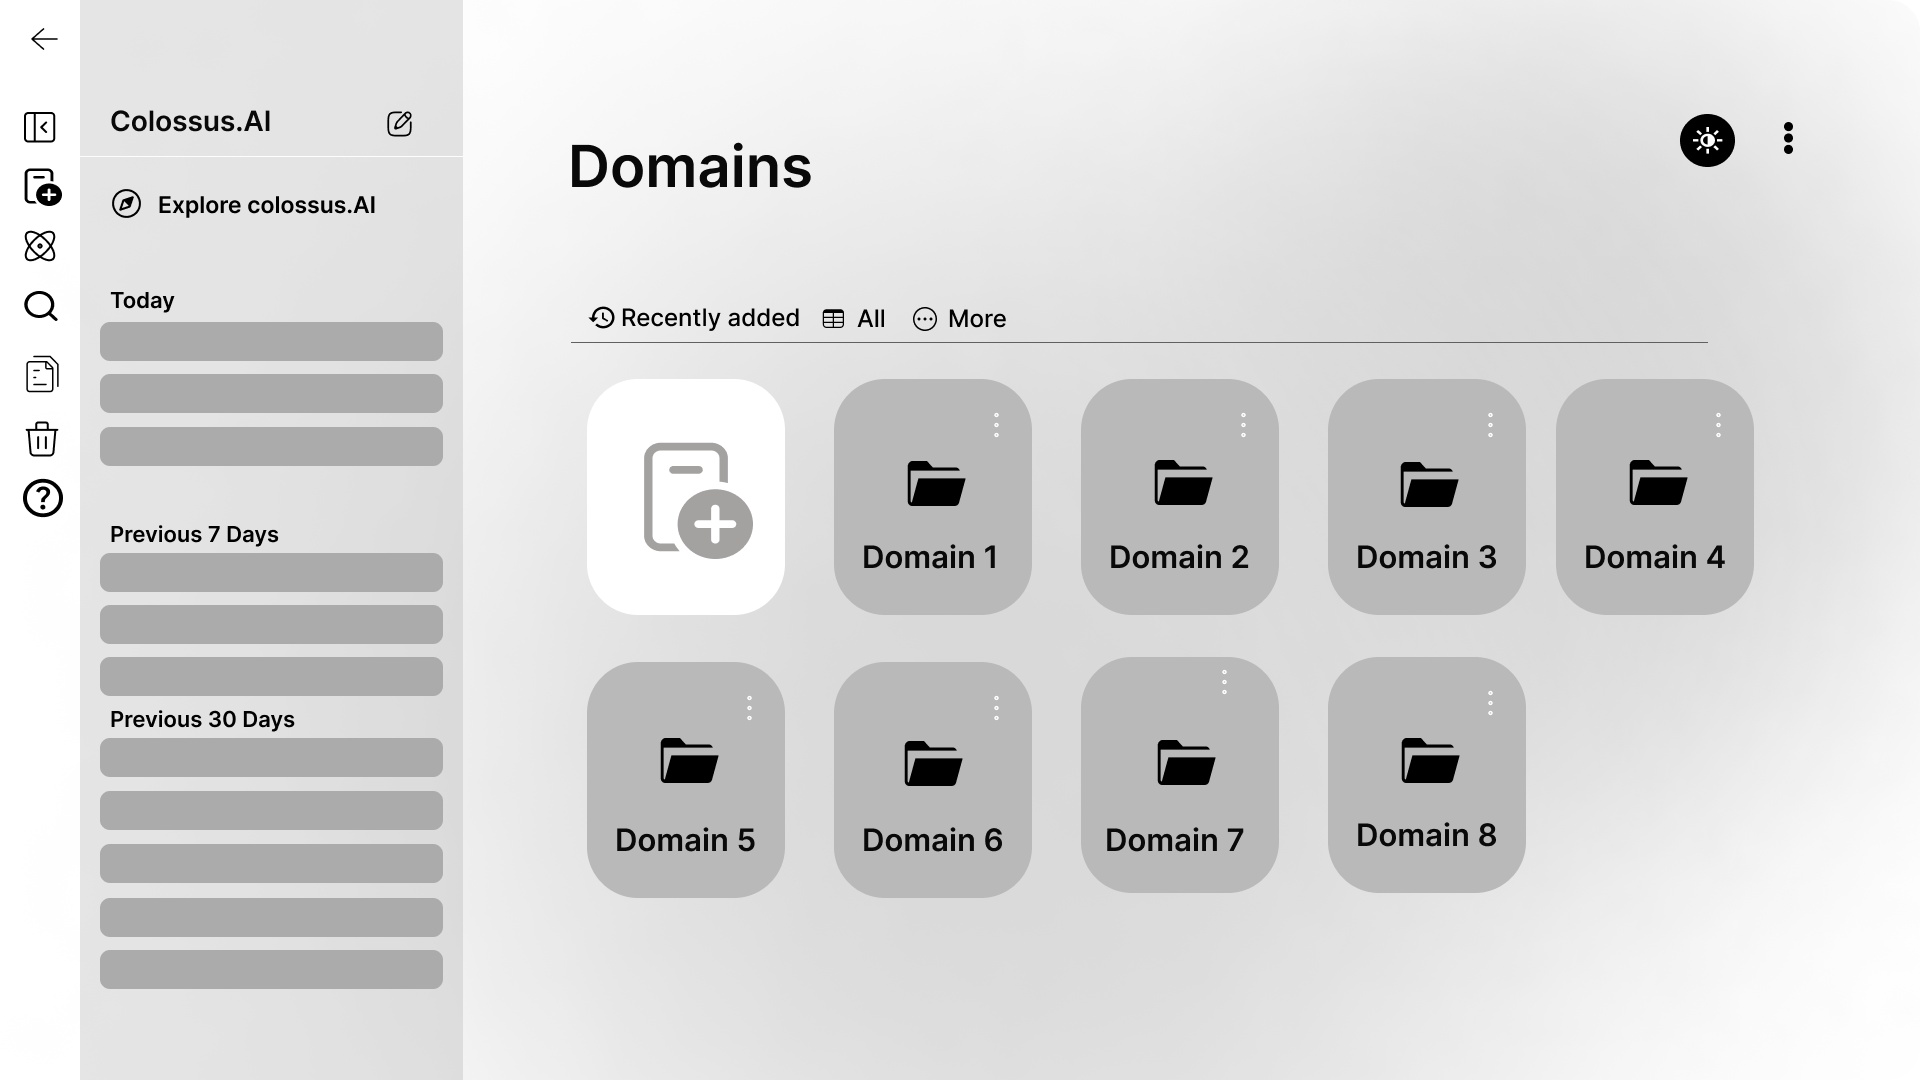 Colossus.AI
Explore colossus.AI
Today
Previous 7 Days
Previous 30 Days
Domains
Recently added
All
More
Domain 1
Domain 2
Domain 3
Domain 4
Domain 5
Domain 6
Domain 7
Domain 8